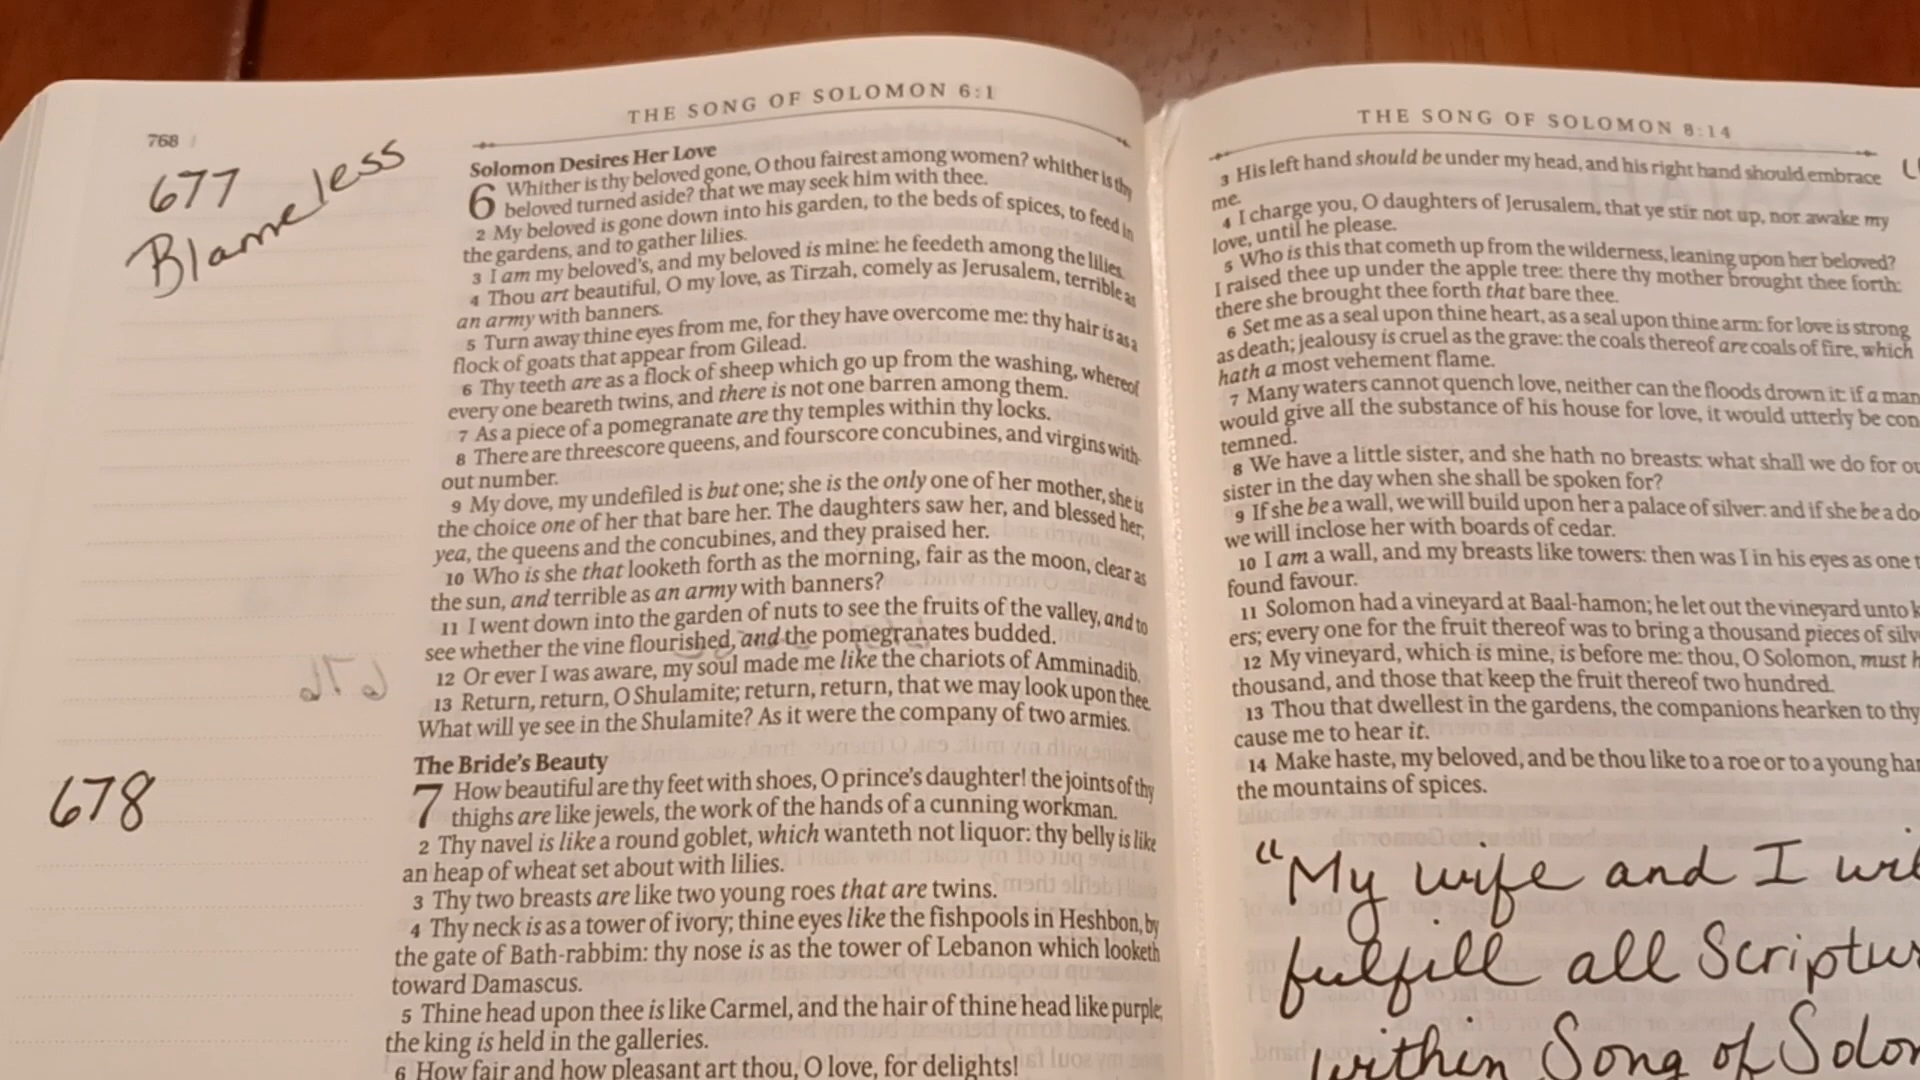 768
677
Blameless
678
THE SONG OF SOLOMON 6:1
Solomon Desires Her Love
6 Whither is thy beloved gone, O thou fairest among women? whither is thy
beloved turned aside? that we may seek him with thee.
2 My beloved is gone down into his garden, to the beds of spices, to feed in
the gardens, and to gather lilies.
3 I am my beloved's, and my beloved is mine: he feedeth among the lilies.
4 Thou art beautiful, O my love, as Tirzah, comely as Jerusalem, terrible as
an army with banners.
5 Turn away thine eyes from me, for they have overcome me: thy hair is as a
flock of goats that appear from Gilead.
6 Thy teeth are as a flock of sheep which go up from the washing, whereof
every one beareth twins, and there is not one barren among them.
7 As a piece of a pomegranate are thy temples within thy locks.
8 There are threescore queens, and fourscore concubines, and virgins with-
out number.
9 My dove, my undefiled is but one; she is the only one of her mother, she is
the choice one of her that bare her. The daughters saw her, and blessed her;
yea, the queens and the concubines, and they praised her.
10 Who is she that looketh forth as the morning, fair as the moon, clear as
the sun, and terrible as an army with banners?
11 I went down into the garden of nuts to see the fruits of the valley, and to
see whether the vine flourished, and the pomegranates budded.
12 Or ever I was aware, my soul made me like the chariots of Amminadib.
13 Return, return, O Shulamite; return, return, that we may look upon thee.
What will ye see in the Shulamite? As it were the company of two armies.
The Bride's Beauty
7 How beautiful are thy feet with shoes, O prince's daughter! the joints of thy
thighs are like jewels, the work of the hands of a cunning workman.
2 Thy navel is like a round goblet, which wanteth not liquor: thy belly is like
an heap of wheat set about with lilies.
3 Thy two breasts are like two young roes that are twins.
4 Thy neck is as a tower of ivory; thine eyes like the fishpools in Heshbon, by
the gate of Bath-rabbim: thy nose is as the tower of Lebanon which looketh
toward Damascus.
5 Thine head upon thee is like Carmel, and the hair of thine head like purple;
the king is held in the galleries.
6 How fair and how pleasant art thou, O love, for delights!
THE SONG OF SOLOMON 8:14
3 His left hand should be under my head, and his right hand should embrace
me.
4 I charge you, O daughters of Jerusalem, that ye stir not up, nor awake my
love, until he please.
5 Who is this that cometh up from the wilderness, leaning upon her beloved?
I raised thee up under the apple tree: there thy mother brought thee forth:
there she brought thee forth that bare thee.
6 Set me as a seal upon thine heart, as a seal upon thine arm: for love is strong
as death; jealousy is cruel as the grave: the coals thereof are coals of fire, which
hath a most vehement flame.
7 Many waters cannot quench love, neither can the floods drown it: if a man
would give all the substance of his house for love, it would utterly be con
temned.
8 We have a little sister, and she hath no breasts: what shall we do for
sister in the day when she shall be spoken for?
9 If she be a wall, we will build upon her a palace of silver: and if she be a
we will inclose her with boards of cedar.
10 I am a wall, and my breasts like towers: then was I in his eyes as one
found favour.
11 Solomon had a vineyard at Baal-hamon; he let out the vineyard unto
ers; every one for the fruit thereof was to bring a thousand pieces of
12 My vineyard, which is mine, is before me: thou, O Solomon, must
thousand, and those that keep the fruit thereof two hundred.
13 Thou that dwellest in the gardens, the companions hearken to thy
cause me to hear it.
14 Make haste, my beloved, and be thou like to a roe or to a young
the mountains of spices.
"My wife and I
fulfill all
within Song of